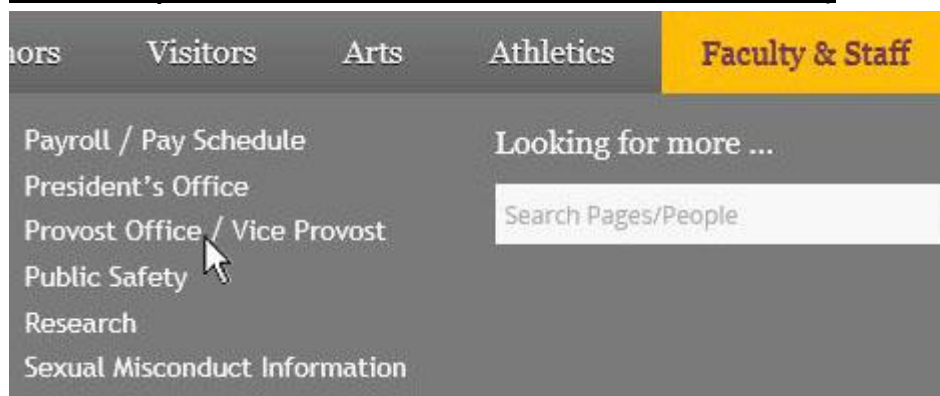 Visitors Arts Athletics Faculty & Staff
Payroll / Pay Schedule
President's Office
Provost Office / Vice Provost
Public Safety
Research
Sexual Misconduct Information
Looking for more ...
Search Pages/People